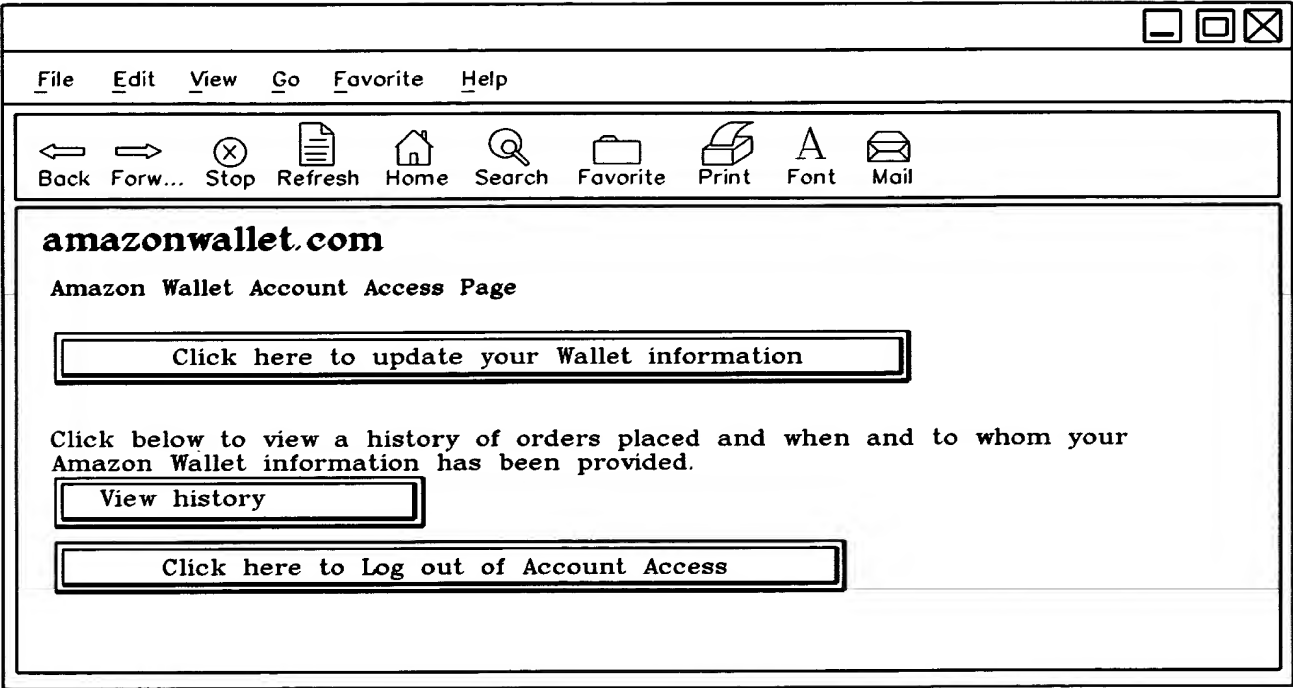 File Edit View Go Favorite Help
Back Forw... Stop Refresh Home Search Favorite Print Font Mail
amazonwallet.com
Amazon Wallet Account Access Page
Click here to update your Wallet information
Click below to view a history of orders placed and when and to whom your
Amazon Wallet information has been provided.
View history
Click here to Log out of Account Access